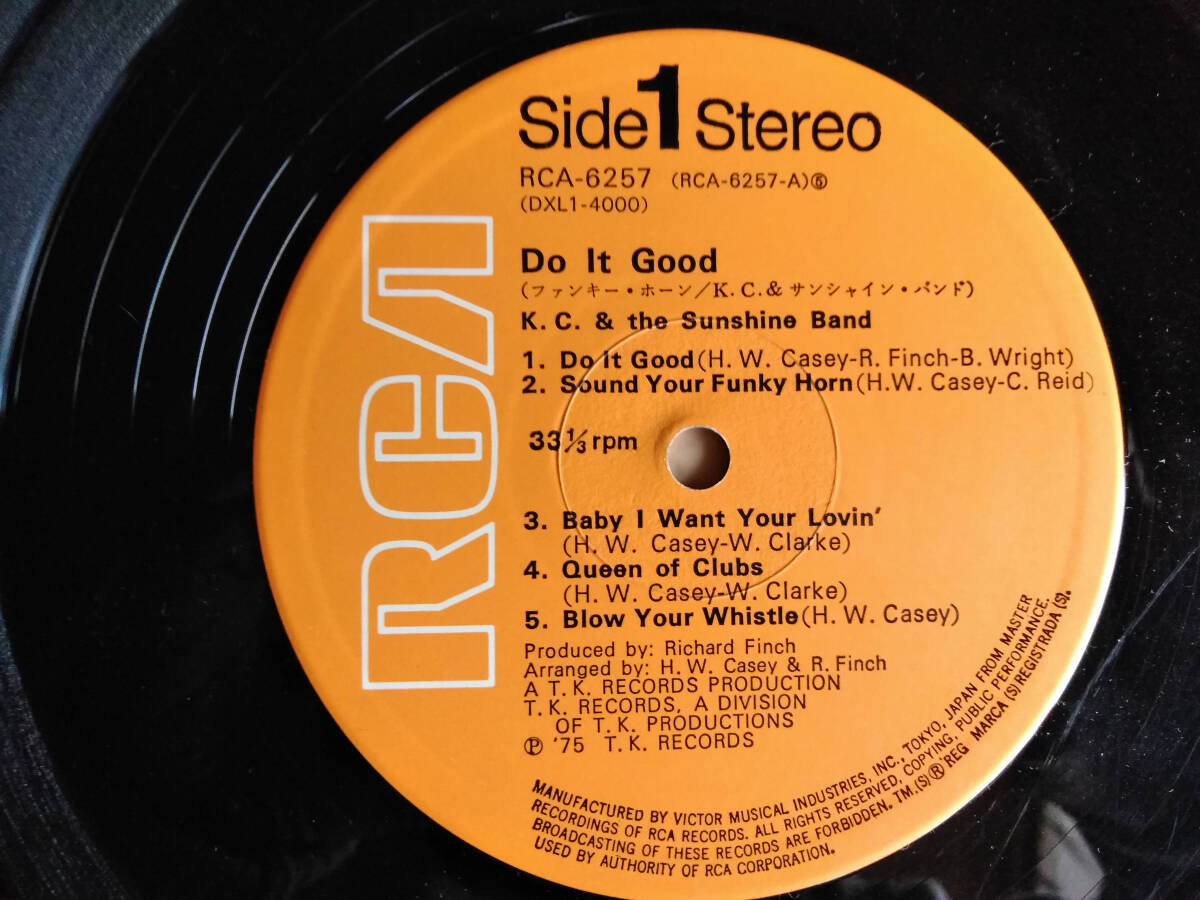 Side 1 Stereo
RCA-6257 (RCA-6257-A)⑤
(DXL1-4000)
Do It Good
(ファンキー・ホーン/K.C.&サンシャイン・バンド)
K. C. & the Sunshine Band
1. Do It Good (H. W. Casey-R. Finch-B. Wright)
2. Sound Your Funky Horn (H.W. Casey-C. Reid)
33⅓ rpm
3. Baby I Want Your Lovin'
(H. W. Casey-W. Clarke)
4. Queen of Clubs
(H. W. Casey-W. Clarke)
5. Blow Your Whistle (H. W. Casey)
Produced by: Richard Finch
Arranged by: H. W. Casey & R. Finch
A T. K. RECORDS PRODUCTION
T. K. RECORDS, A DIVISION
OF T. K. PRODUCTIONS
Ⓟ '75 T. K. RECORDS
RCA
MANUFACTURED BY VICTOR MUSICAL INDUSTRIES, INC., TOKYO, JAPAN FROM MASTER
RECORDINGS OF RCA RECORDS. ALL RIGHTS RESERVED, COPYING, PUBLIC PERFORMANCE.
BROADCASTING OF THESE RECORDS ARE FORBIDDEN. TM.(S)® REG MARCA (S) REGISTRADA (S).
USED BY AUTHORITY OF RCA CORPORATION.